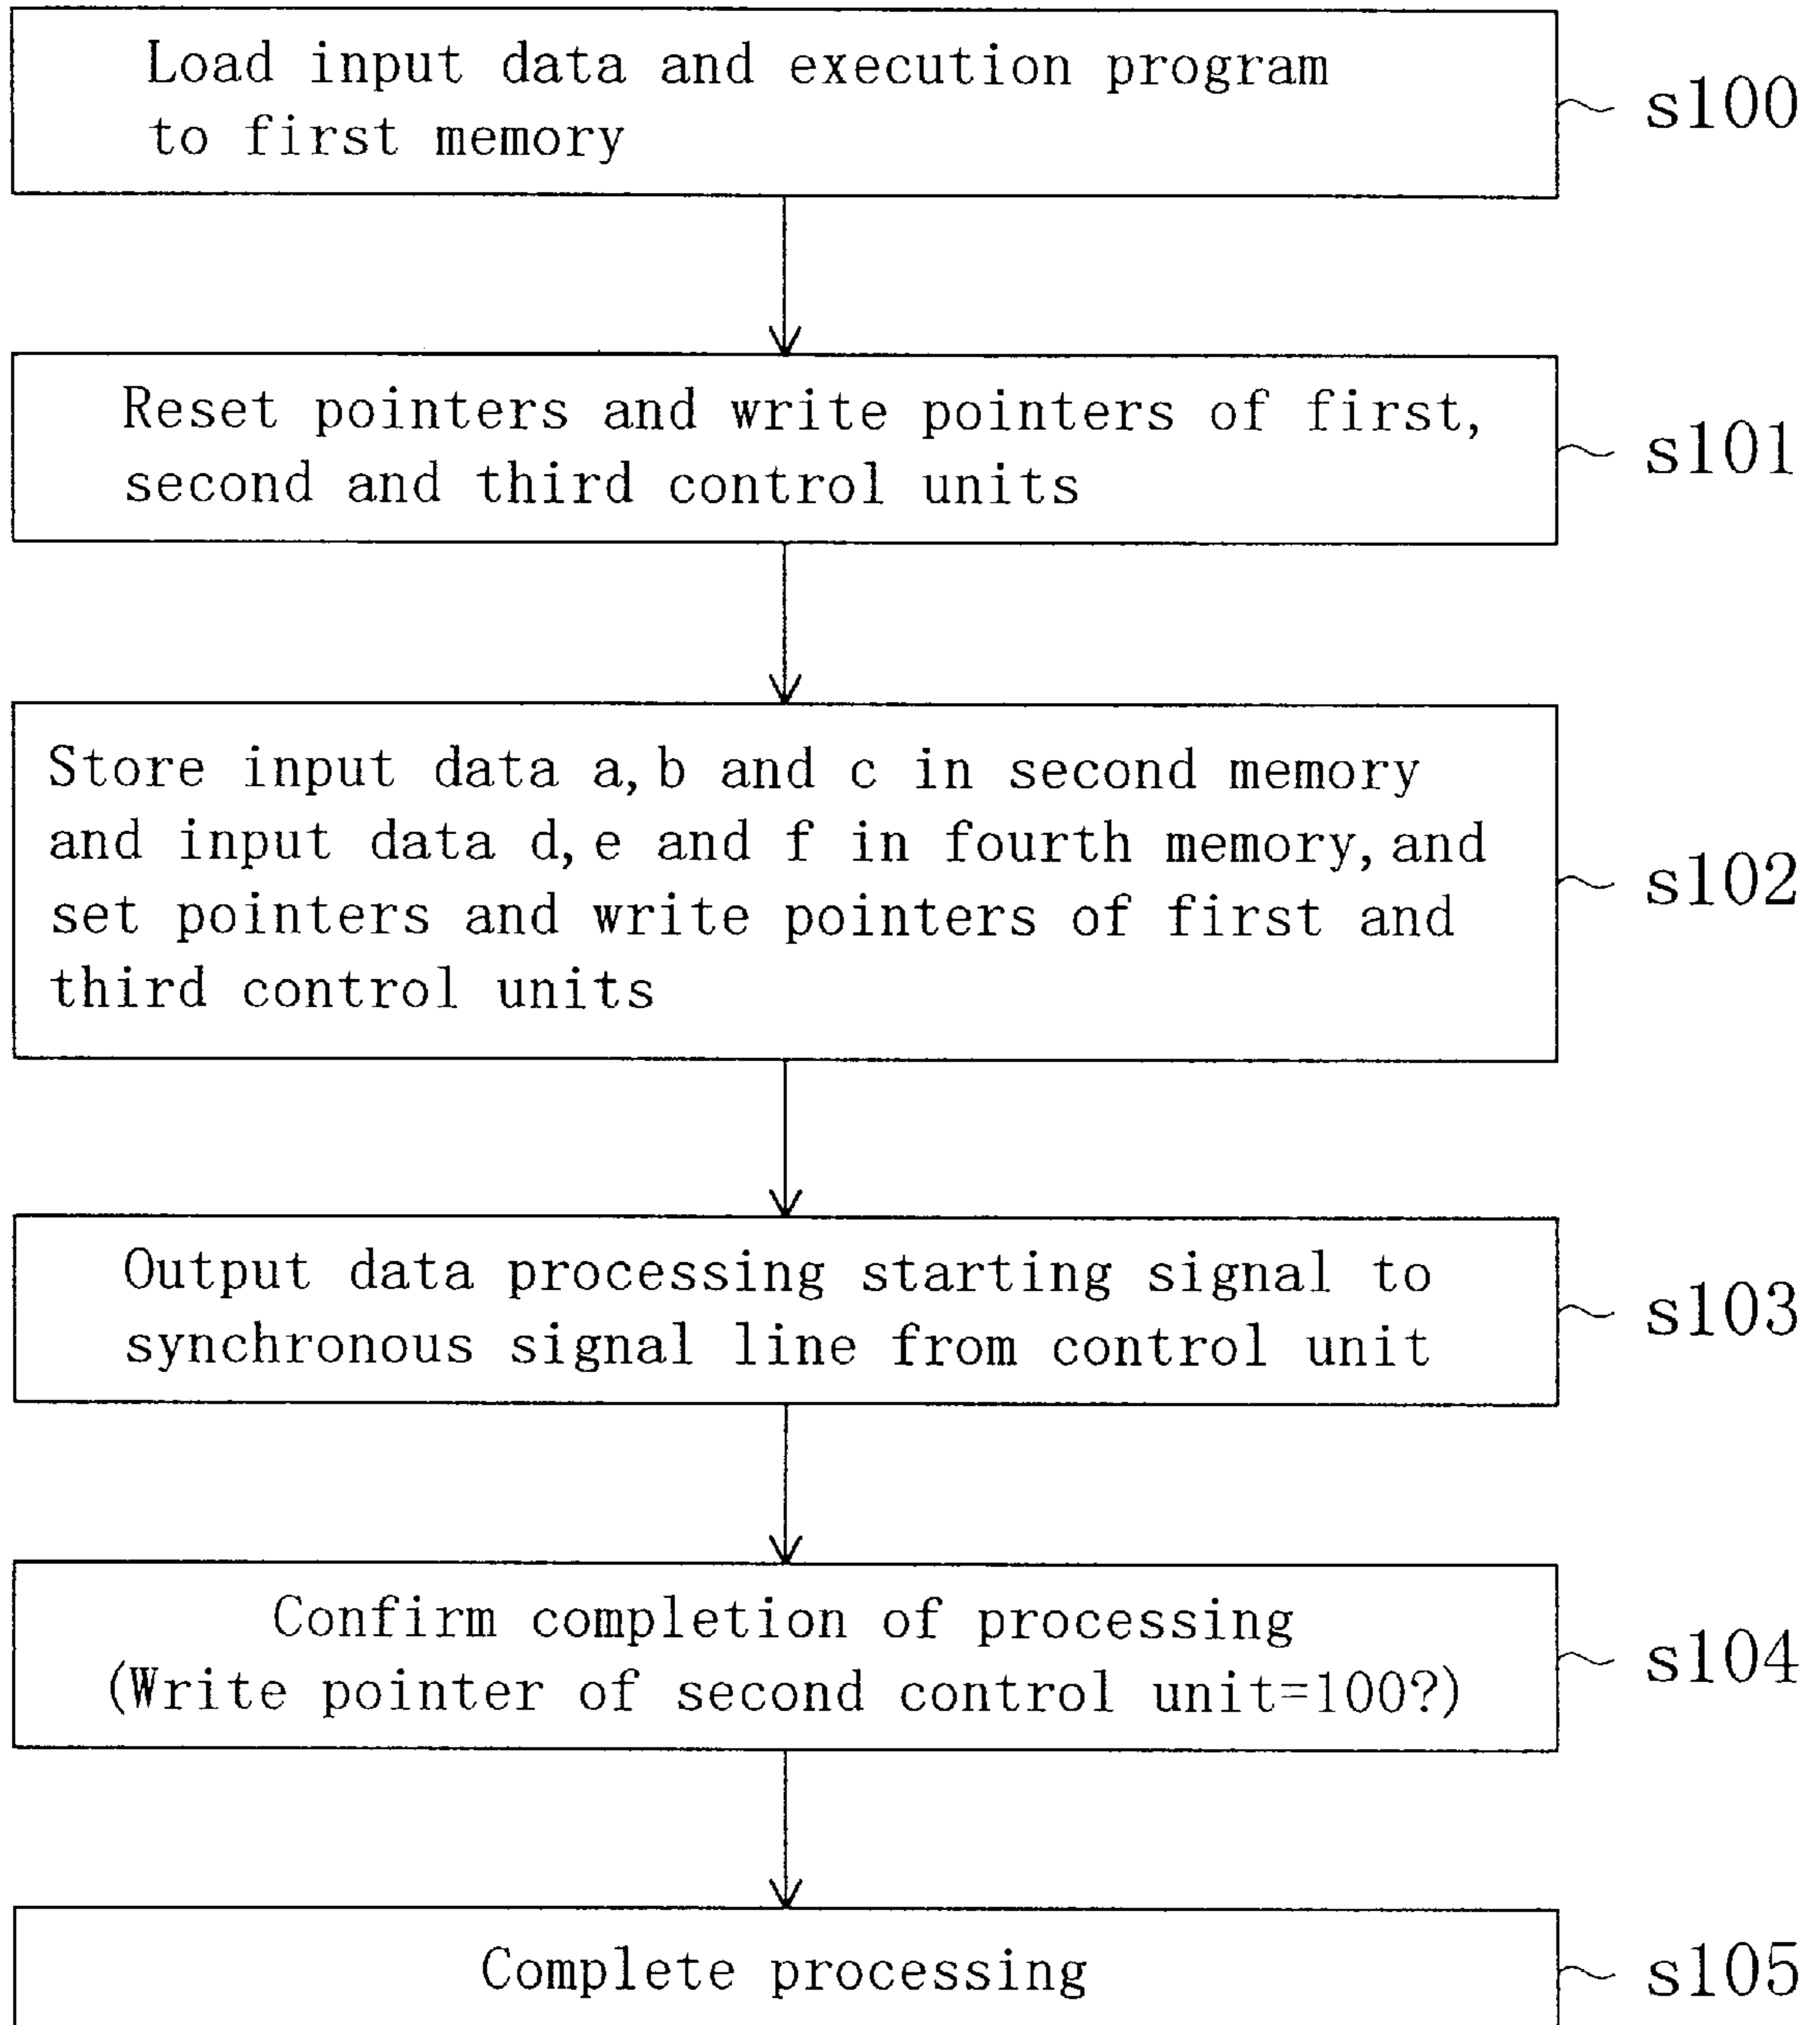 Load input data and execution program
to first memory
s100
Reset pointers and write pointers of first,
second and third control units
s101
Store input data a, b and c in second memory
and input data d, e and f in fourth memory, and
set pointers and write pointers of first and
third control units
s102
Output data processing starting signal to
synchronous signal line from control unit
s103
Confirm completion of processing
(Write pointer of second control unit=100?)
s104
Complete processing
s105